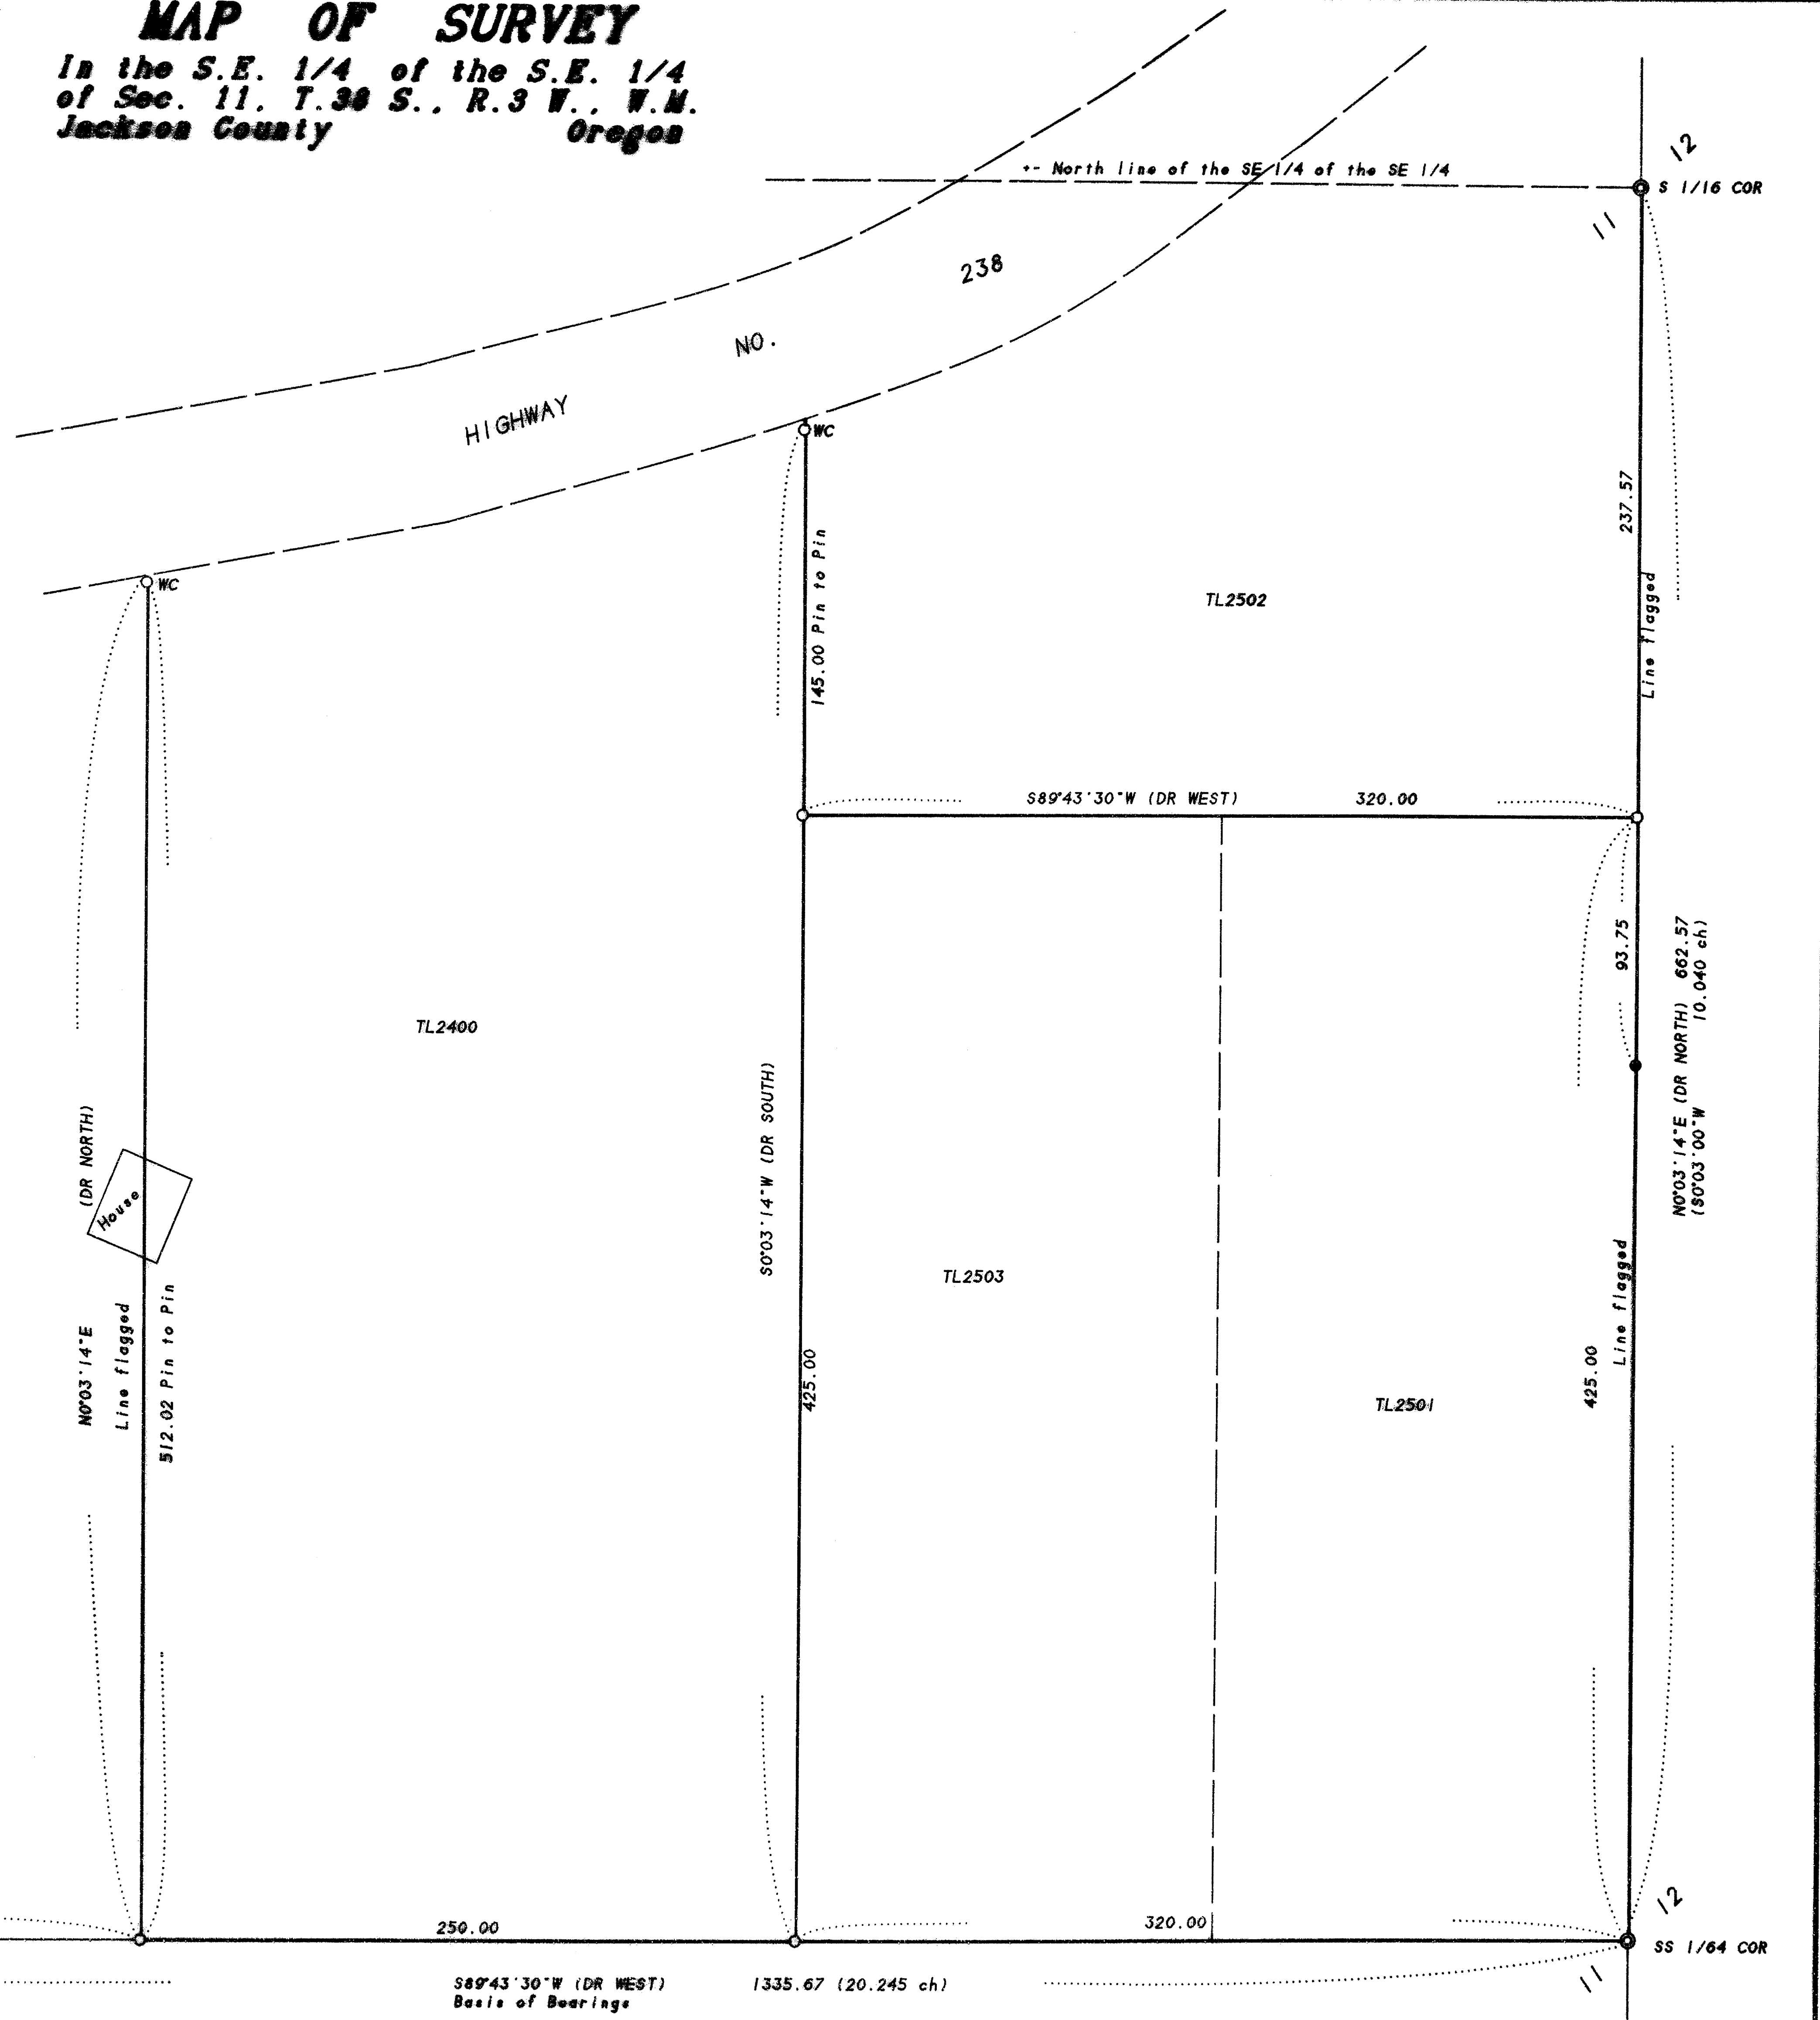 MAP OF SURVEY
In the S.E. 1/4 of the S.E. 1/4
of Sec. 11, T.38 S., R.3 W., W.M.
Jackson County Oregon
+- North line of the SE 1/4 of the SE 1/4
12
S 1/16 COR
11
238
NO.
HIGHWAY
WC
WC
237.57
Line flagged
145.00 Pin to Pin
TL2502
S89°43'30"W (DR WEST) 320.00
93.75
N0°03'14"E (DR NORTH) 662.57
(S0°03'00"W 10.040 ch)
TL2400
(DR NORTH)
House
N0°03'14"E
Line flagged
512.02 Pin to Pin
S0°03'14"W (DR SOUTH)
425.00
TL2503
TL2501
Line flagged
425.00
250.00
320.00
12
SS 1/64 COR
11
S89°43'30"W (DR WEST) 1335.67 (20.245 ch)
Basis of Bearings